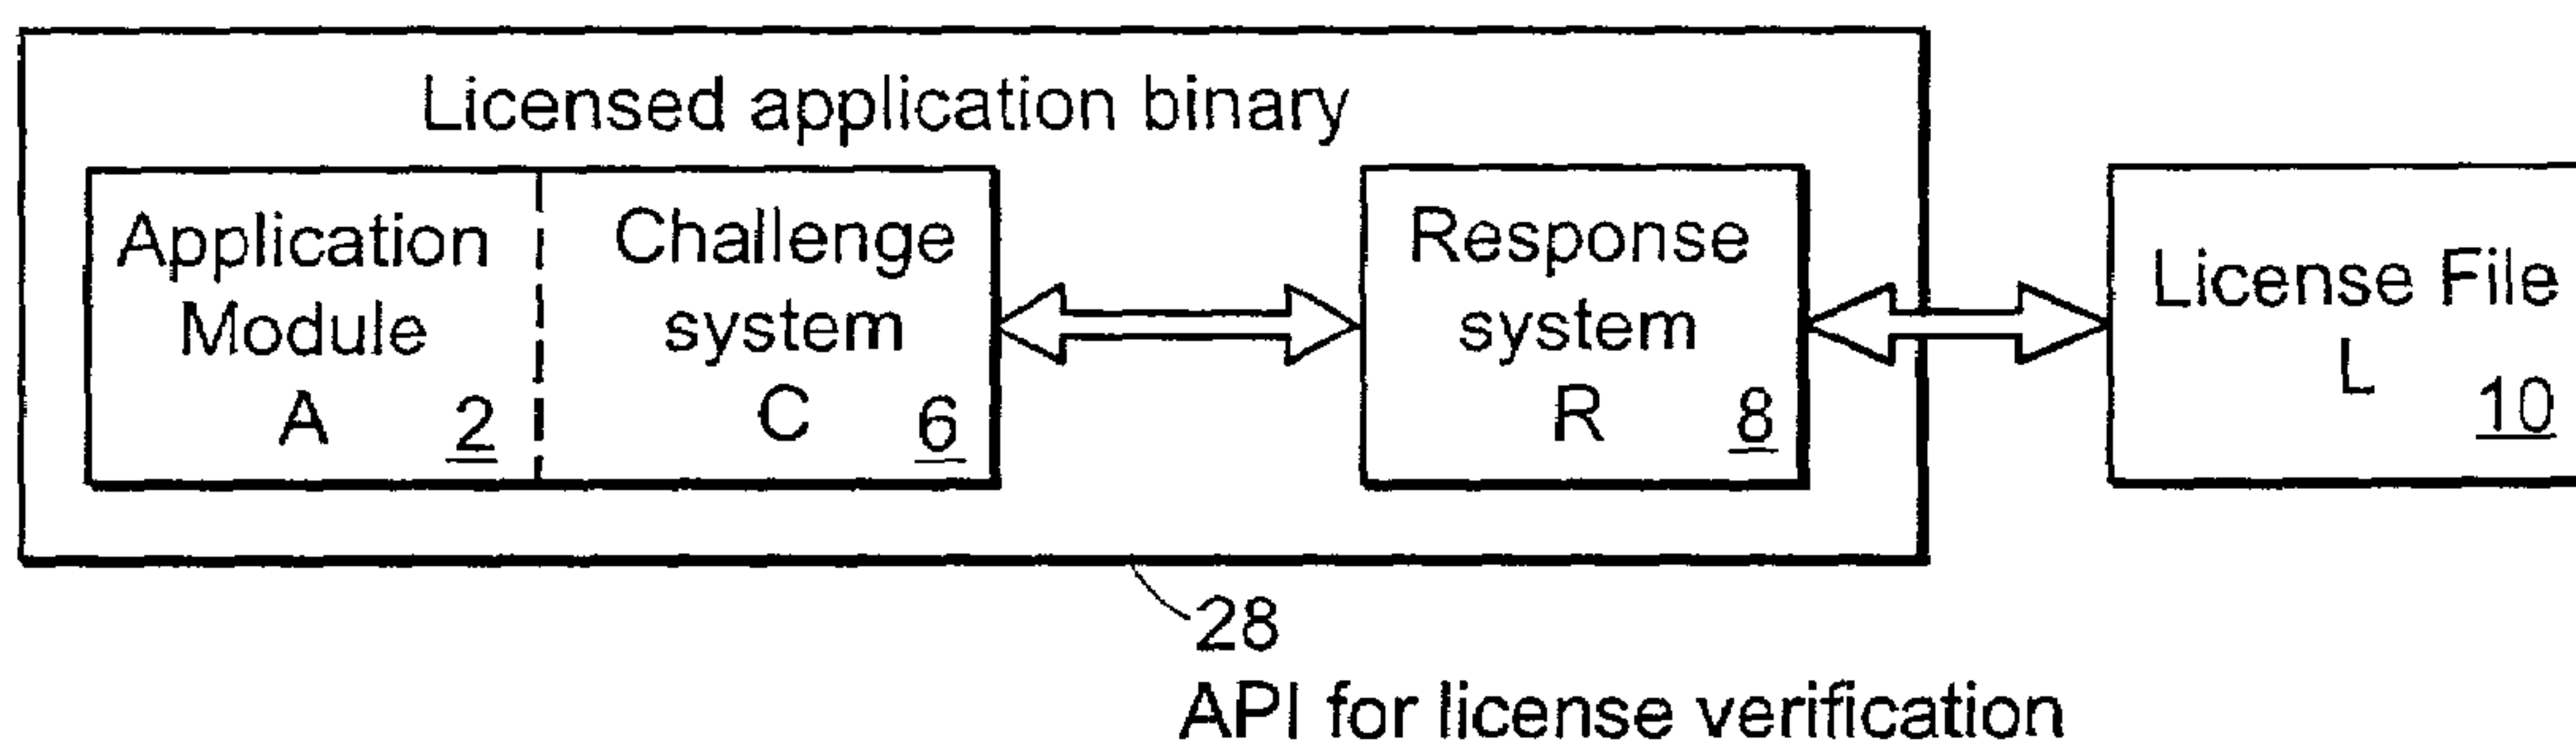 Licensed application binary
Application
Module
A 2
Challenge
system
C 6
Response
system
R 8
License File
L 10
28
API for license verification